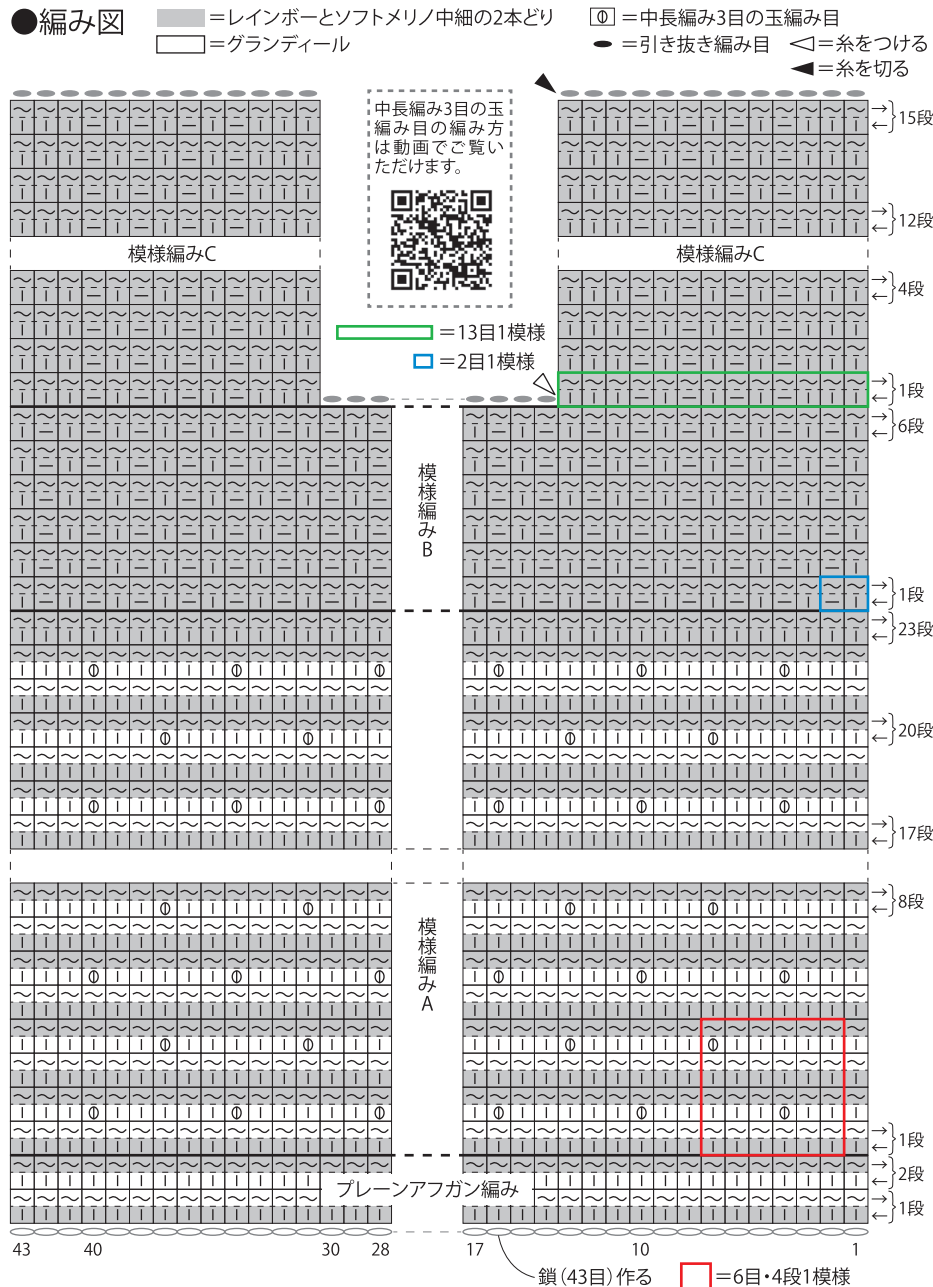 ●編み図
=レインボーとソフトメリノ中細の2本どり
=中長編み3目の玉編み目
=グランディール
=引き抜き編み目
=糸をつける
=糸を切る
中長編み3目の玉
編み目の編み方
は動画でご覧い
ただけます。
15段
12段
模様編みC
模様編みC
4段
=13目1模様
=2目1模様
1段
6段
模様編みB
1段
23段
20段
17段
8段
模様編みA
1段
2段
プレーンアフガン編み
1段
43 40 30 28 17 10 1
鎖(43目)作る
=6目・4段1模様